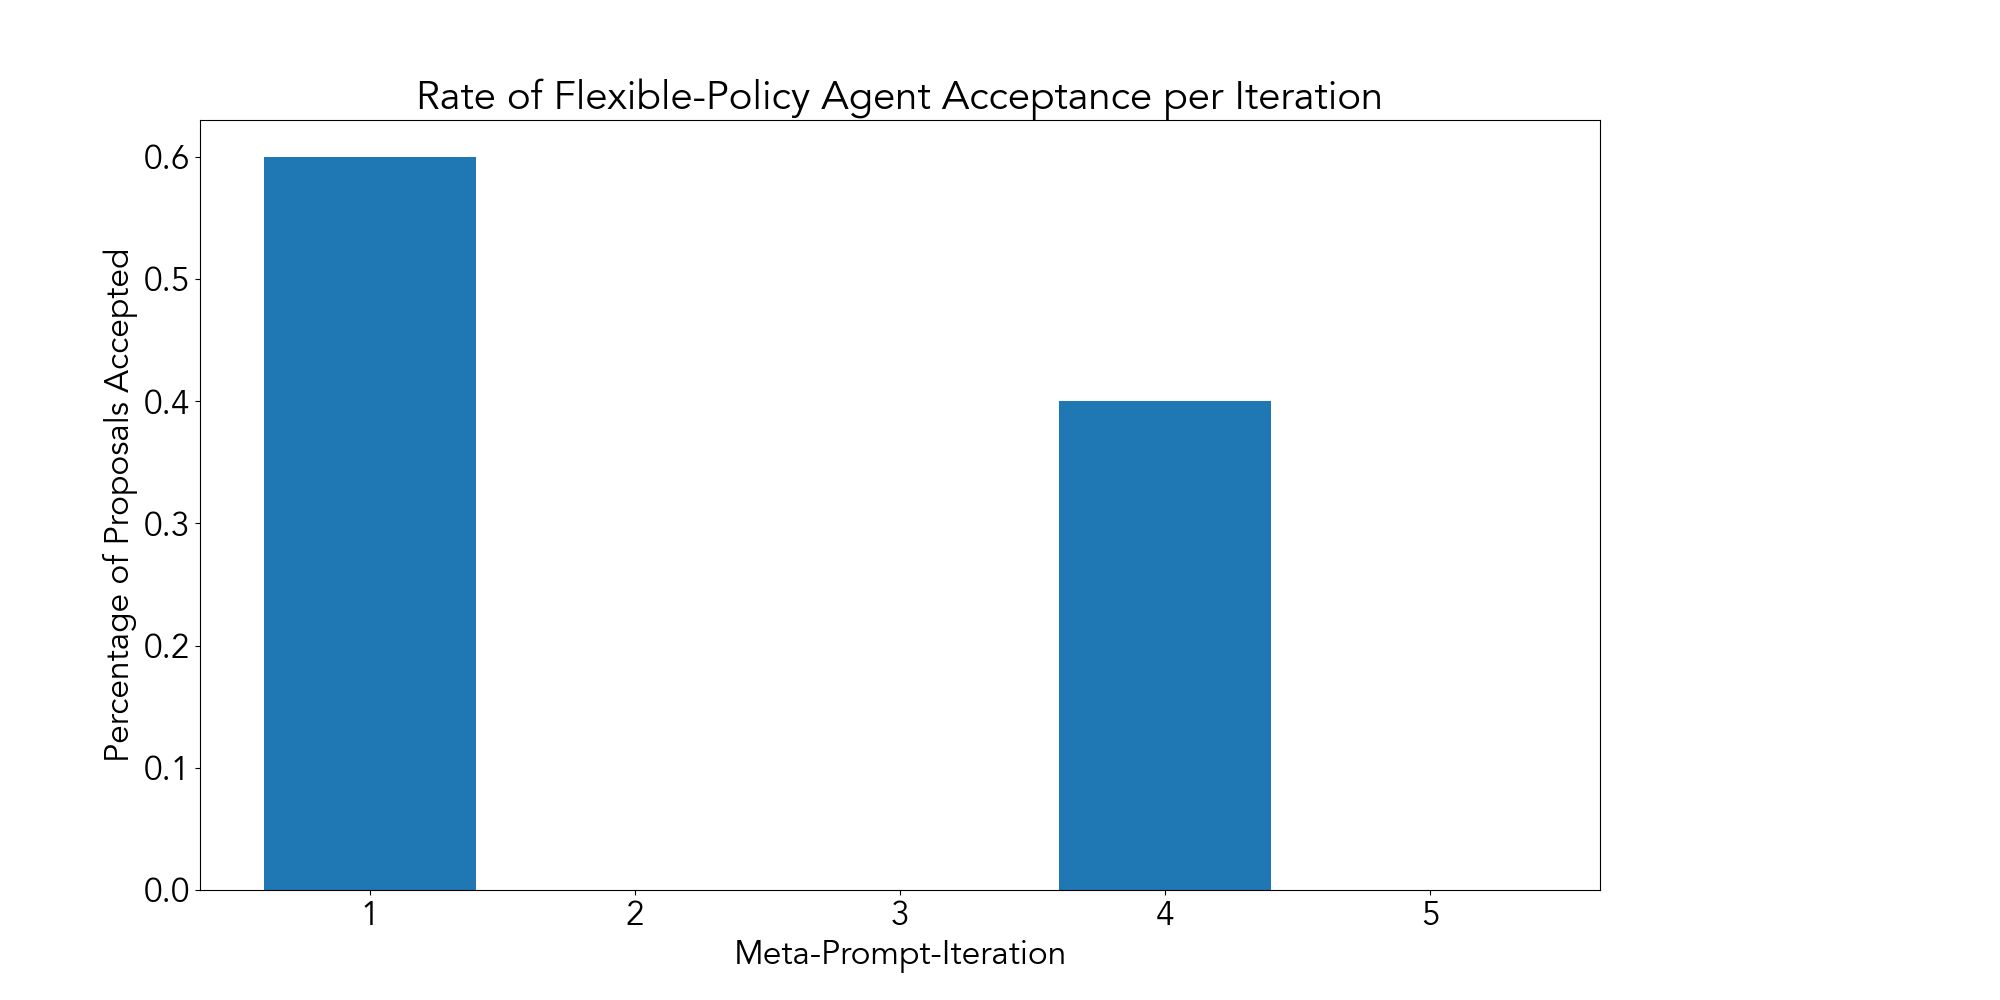 Rate of Flexible-Policy Agent Acceptance per Iteration
Percentage of Proposals Accepted
0.6
0.5
0.4
0.3
0.2
0.1
0.0
1 2 3 4 5
Meta-Prompt-Iteration